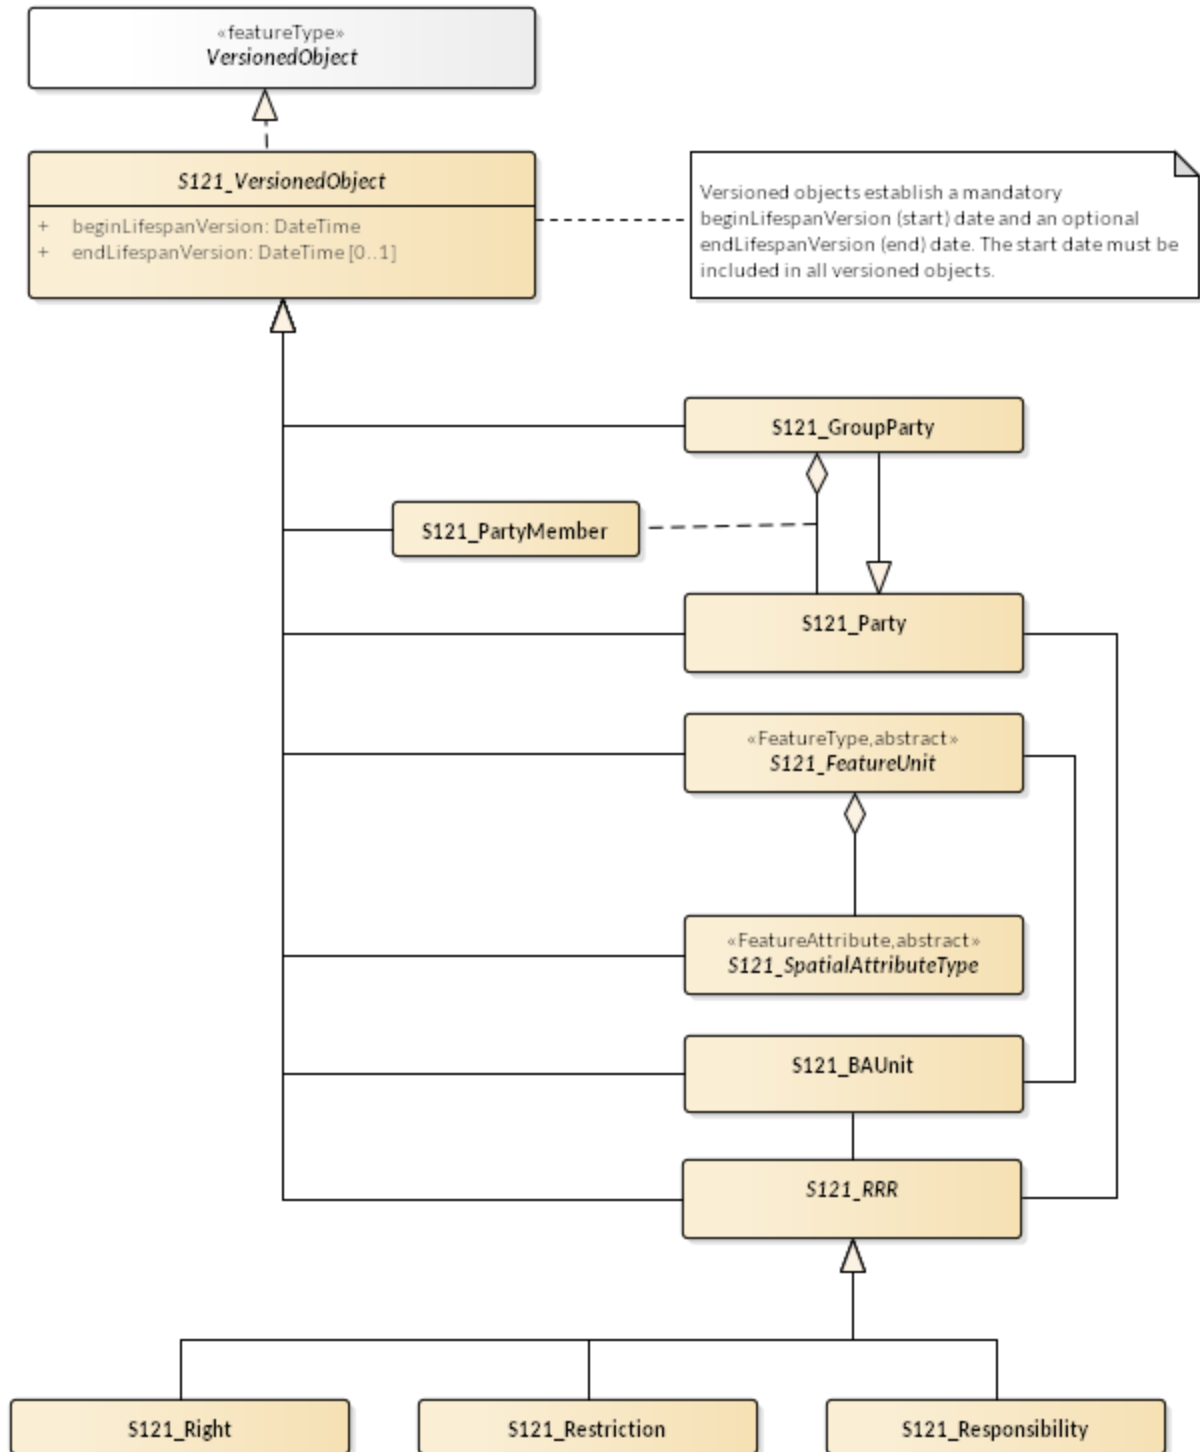 «featureType»
VersionedObject
S121_VersionedObject
+ beginLifespanVersion: DateTime
+ endLifespanVersion: DateTime [0..1]
Versioned objects establish a mandatory
beginLifespanVersion (start) date and an optional
endLifespanVersion (end) date. The start date must be
included in all versioned objects.
S121_GroupParty
S121_PartyMember
S121_Party
«FeatureType,abstract»
S121_FeatureUnit
«FeatureAttribute,abstract»
S121_SpatialAttributeType
S121_BAUnit
S121_RRR
S121_Right
S121_Restriction
S121_Responsibility